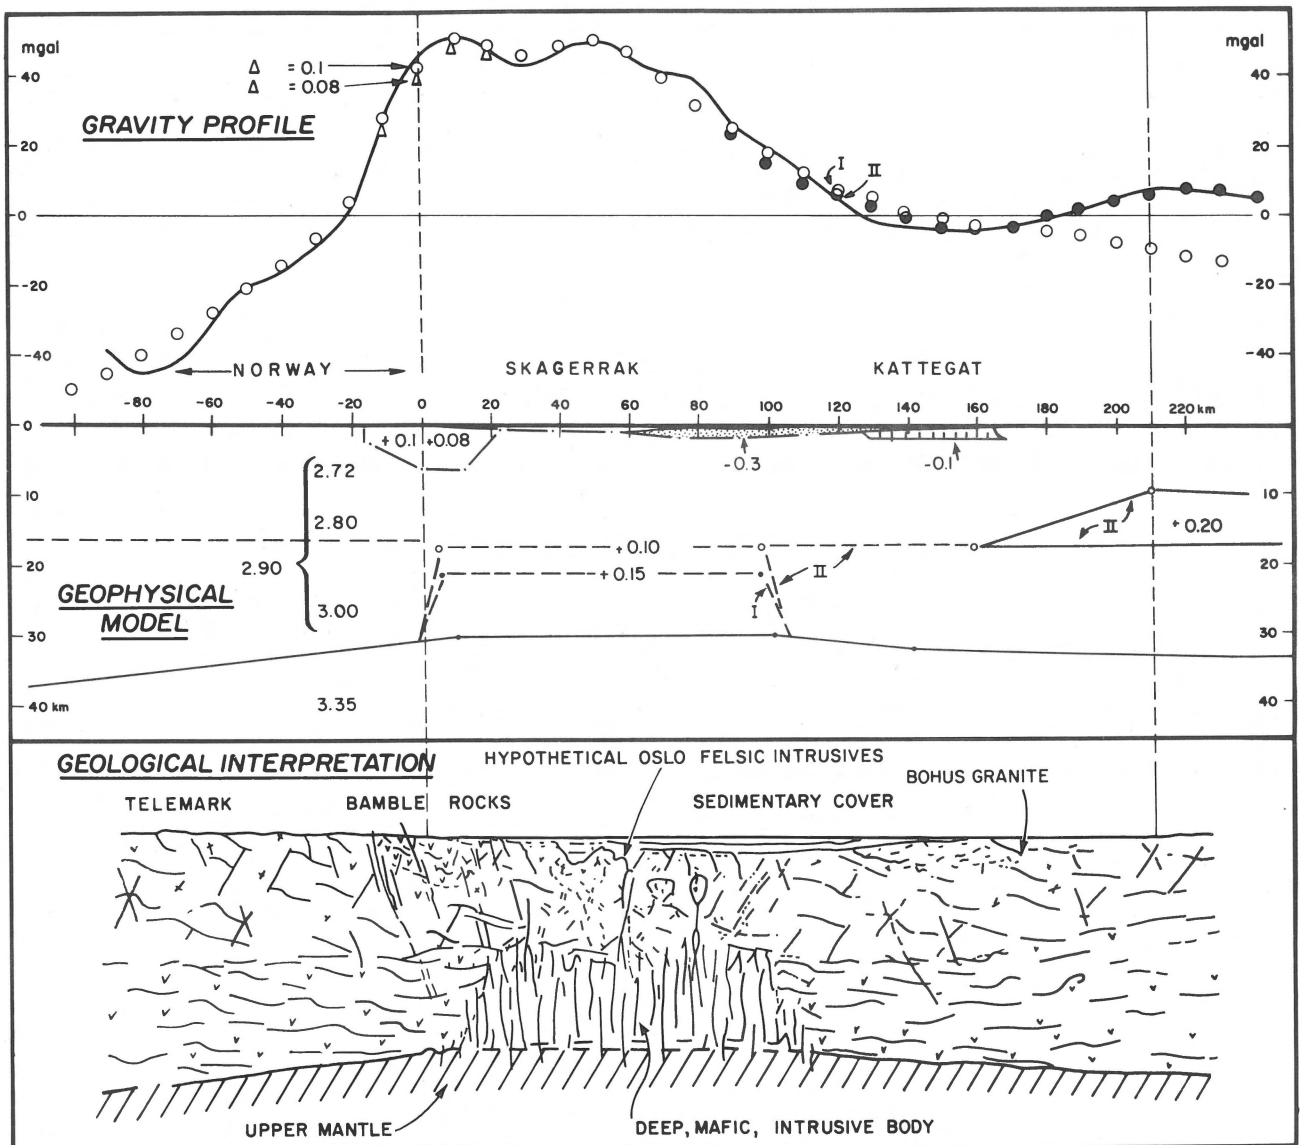 mgal
mgal
Δ = 0.1
Δ = 0.08
40
40
GRAVITY PROFILE
20
20
I
II
0
0
-20
-20
-40
-40
NORWAY
SKAGERRAK
KATTEGAT
-80
-60
-40
-20
0
20
40
60
80
100
120
140
160
180
200
220 km
0
0
+0.1 +0.08
-0.3
-0.1
2.72
10
10
2.80
II
+0.20
+0.10
20
20
2.90
+0.15
II
GEOPHYSICAL
MODEL
3.00
I
30
30
40 km
3.35
40
GEOLOGICAL INTERPRETATION
HYPOTHETICAL OSLO FELSIC INTRUSIVES
BOHUS GRANITE
TELEMARK
BAMBLE ROCKS
SEDIMENTARY COVER
UPPER MANTLE
DEEP, MAFIC, INTRUSIVE BODY